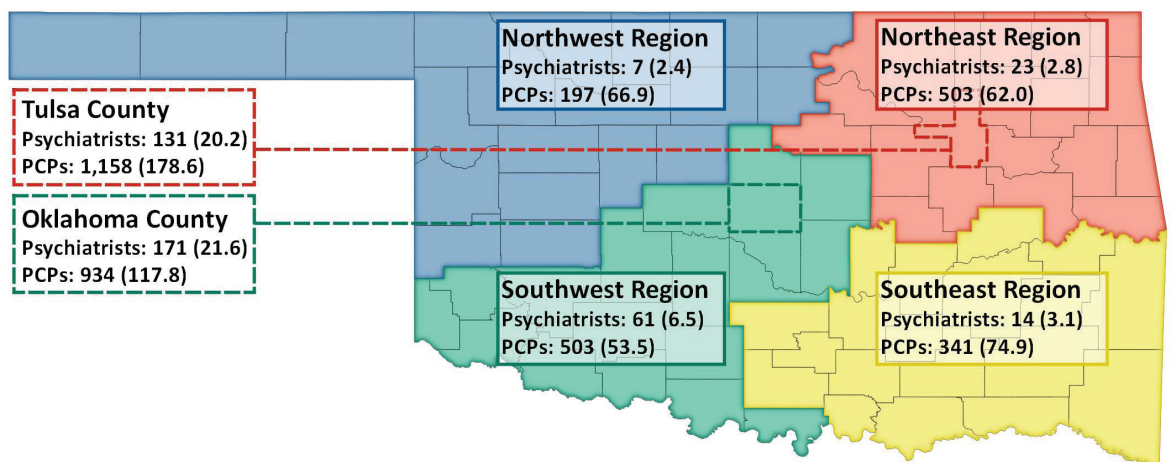 Northwest Region
Psychiatrists: 7 (2.4)
PCPs: 197 (66.9)
Northeast Region
Psychiatrists: 23 (2.8)
PCPs: 503 (62.0)
Tulsa County
Psychiatrists: 131 (20.2)
PCPs: 1,158 (178.6)
Oklahoma County
Psychiatrists: 171 (21.6)
PCPs: 934 (117.8)
Southwest Region
Psychiatrists: 61 (6.5)
PCPs: 503 (53.5)
Southeast Region
Psychiatrists: 14 (3.1)
PCPs: 341 (74.9)